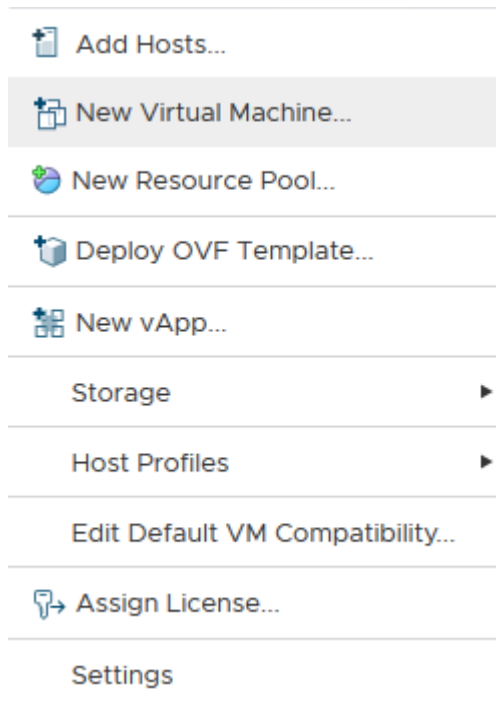 Add Hosts...
New Virtual Machine...
New Resource Pool...
Deploy OVF Template...
New vApp...
Storage
Host Profiles
Edit Default VM Compatibility...
Assign License...
Settings